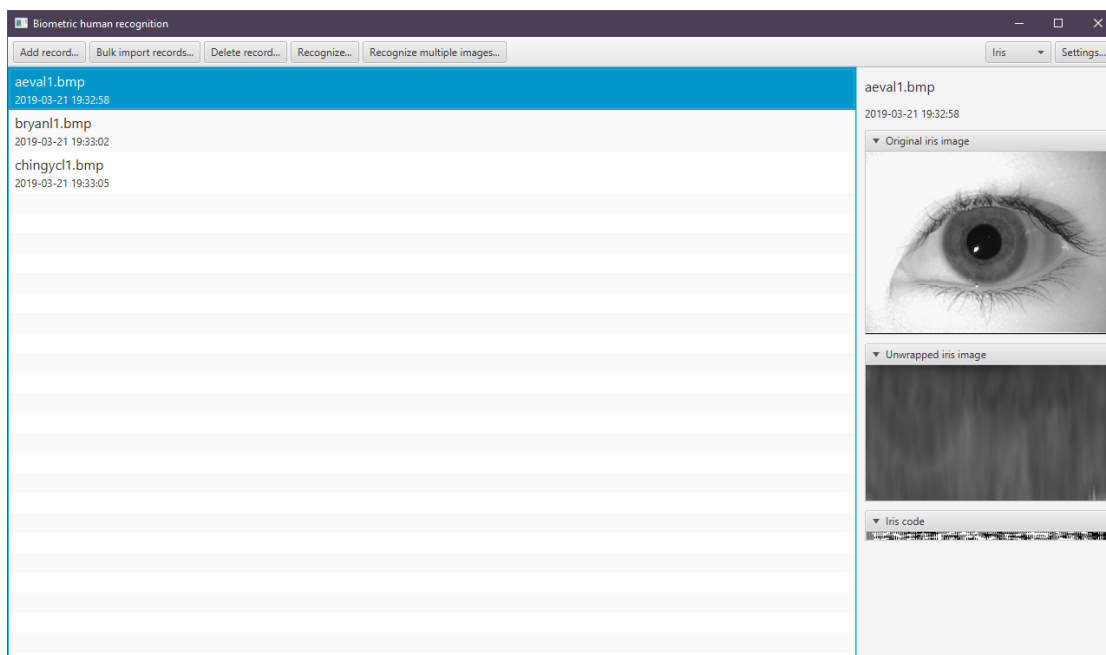 Biometric human recognition
Add record... Bulk import records... Delete record... Recognize... Recognize multiple images... Iris Settings...
aeval1.bmp
2019-03-21 19:32:58
bryanl1.bmp
2019-03-21 19:33:02
chingycl1.bmp
2019-03-21 19:33:05
aeval1.bmp
2019-03-21 19:32:58
Original iris image
Unwrapped iris image
Iris code